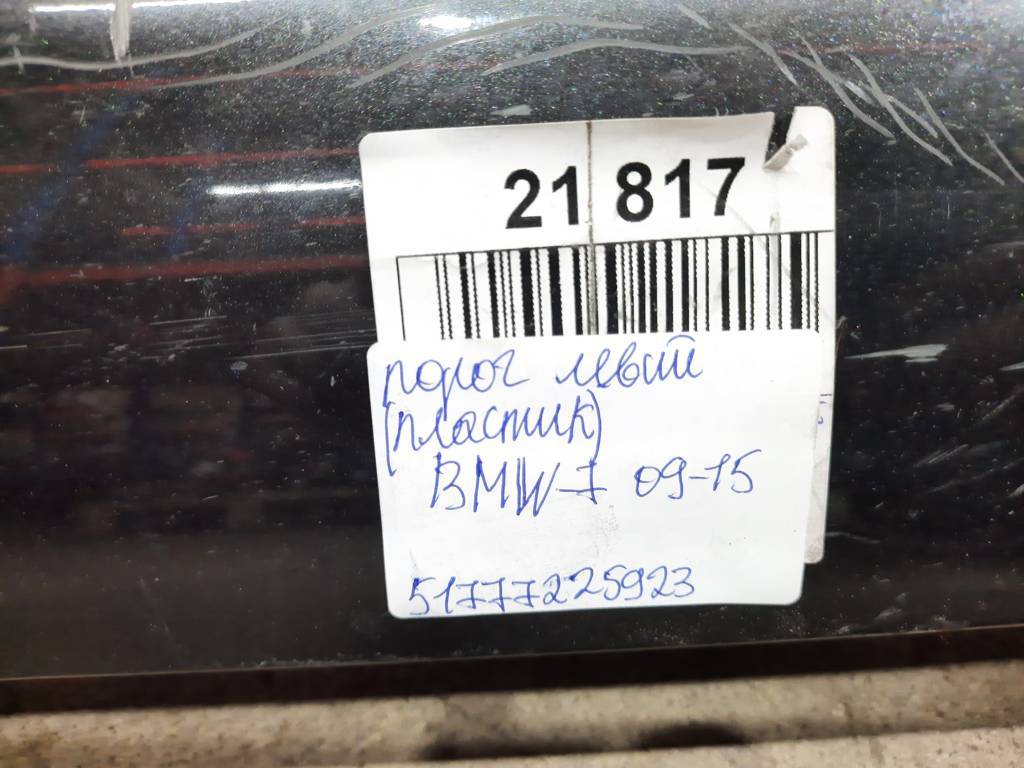 21 817
порог левый
(пластик)
BMW-7 09-15
51777225923